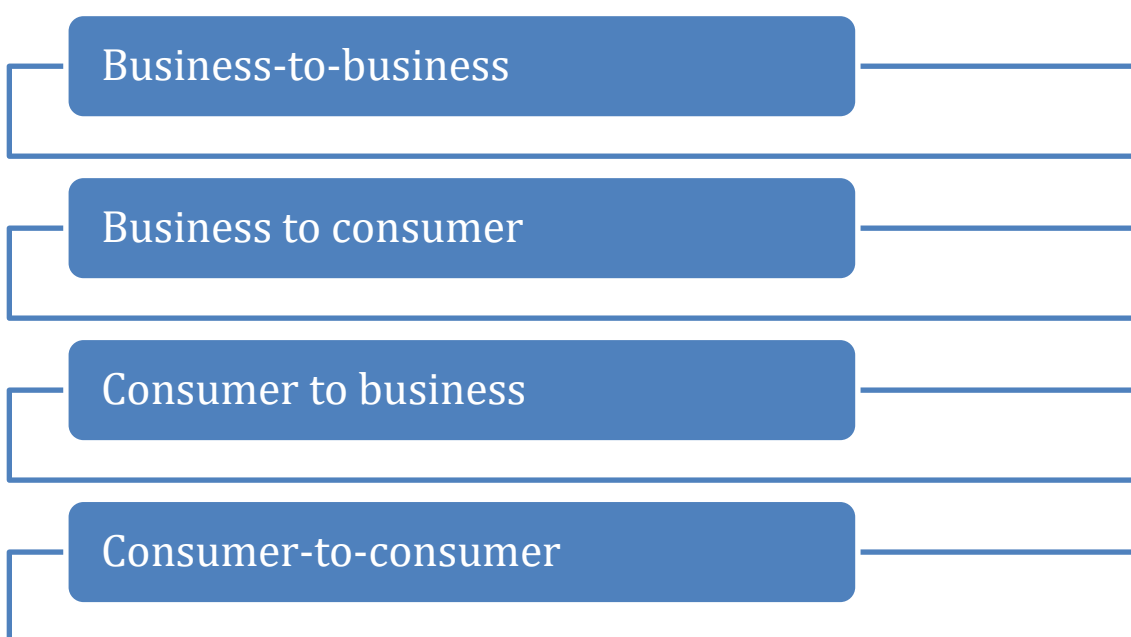 Business-to-business
Business to consumer
Consumer to business
Consumer-to-consumer